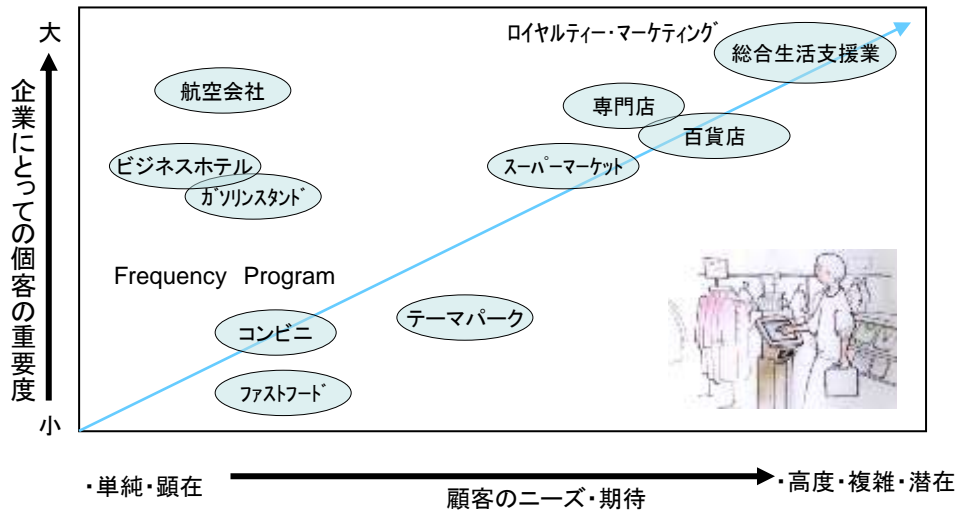 大
企業にとっての個客の重要度
小
ロイヤルティー・マーケティング
総合生活支援業
航空会社
専門店
百貨店
ビジネスホテル
スーパーマーケット
ガソリンスタンド
Frequency Program
テーマパーク
コンビニ
ファストフード
・単純・顕在
顧客のニーズ・期待
・高度・複雑・潜在